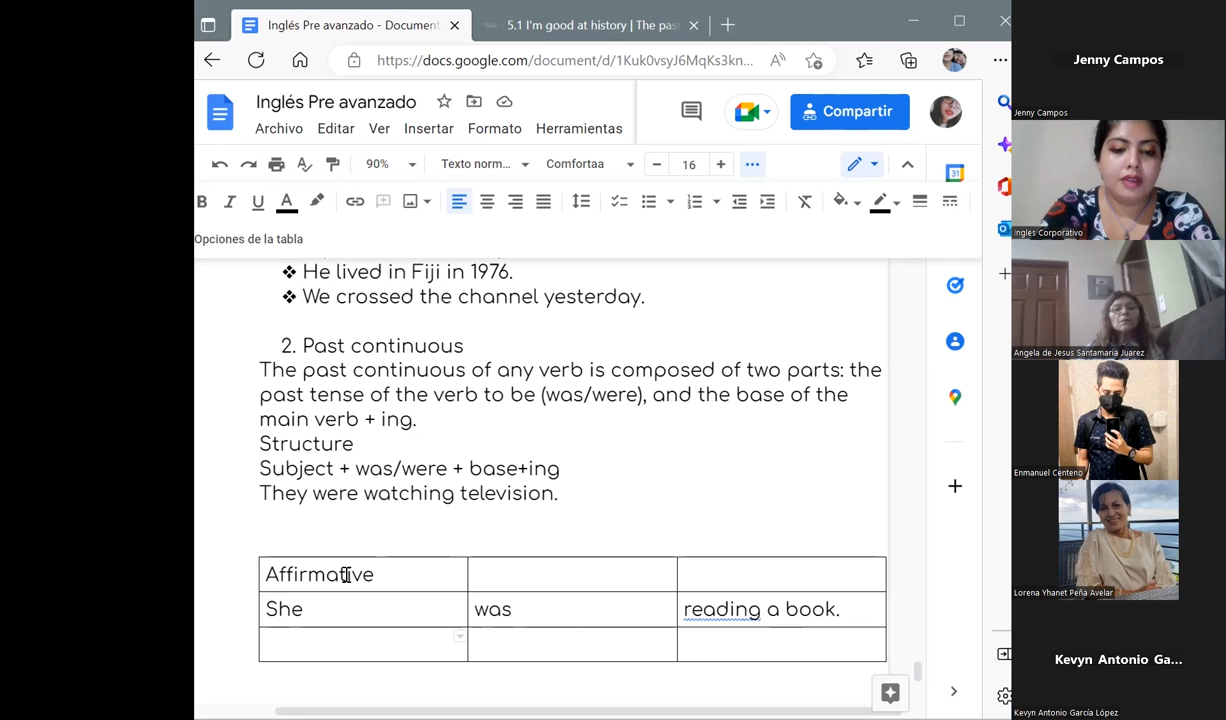 Inglés Pre avanzado - Document
5.1 I'm good at history | The pas
https://docs.google.com/document/d/1Kuk0vsyJ6MqKs3kn...
Inglés Pre avanzado
Archivo Editar Ver Insertar Formato Herramientas
Compartir
90% Texto norm... Comfortaa 16
Opciones de la tabla
❖ He lived in Fiji in 1976.
❖ We crossed the channel yesterday.
2. Past continuous
The past continuous of any verb is composed of two parts: the
past tense of the verb to be (was/were), and the base of the
main verb + ing.
Structure
Subject + was/were + base+ing
They were watching television.
Affirmative
She was reading a book.
Jenny Campos
Jenny Campos
Ingles Corporativo
Angela de Jesus Santamaria Juarez
Enmanuel Centeno
Lorena Yhanet Peña Avelar
Kevyn Antonio Ga...
Kevyn Antonio García López